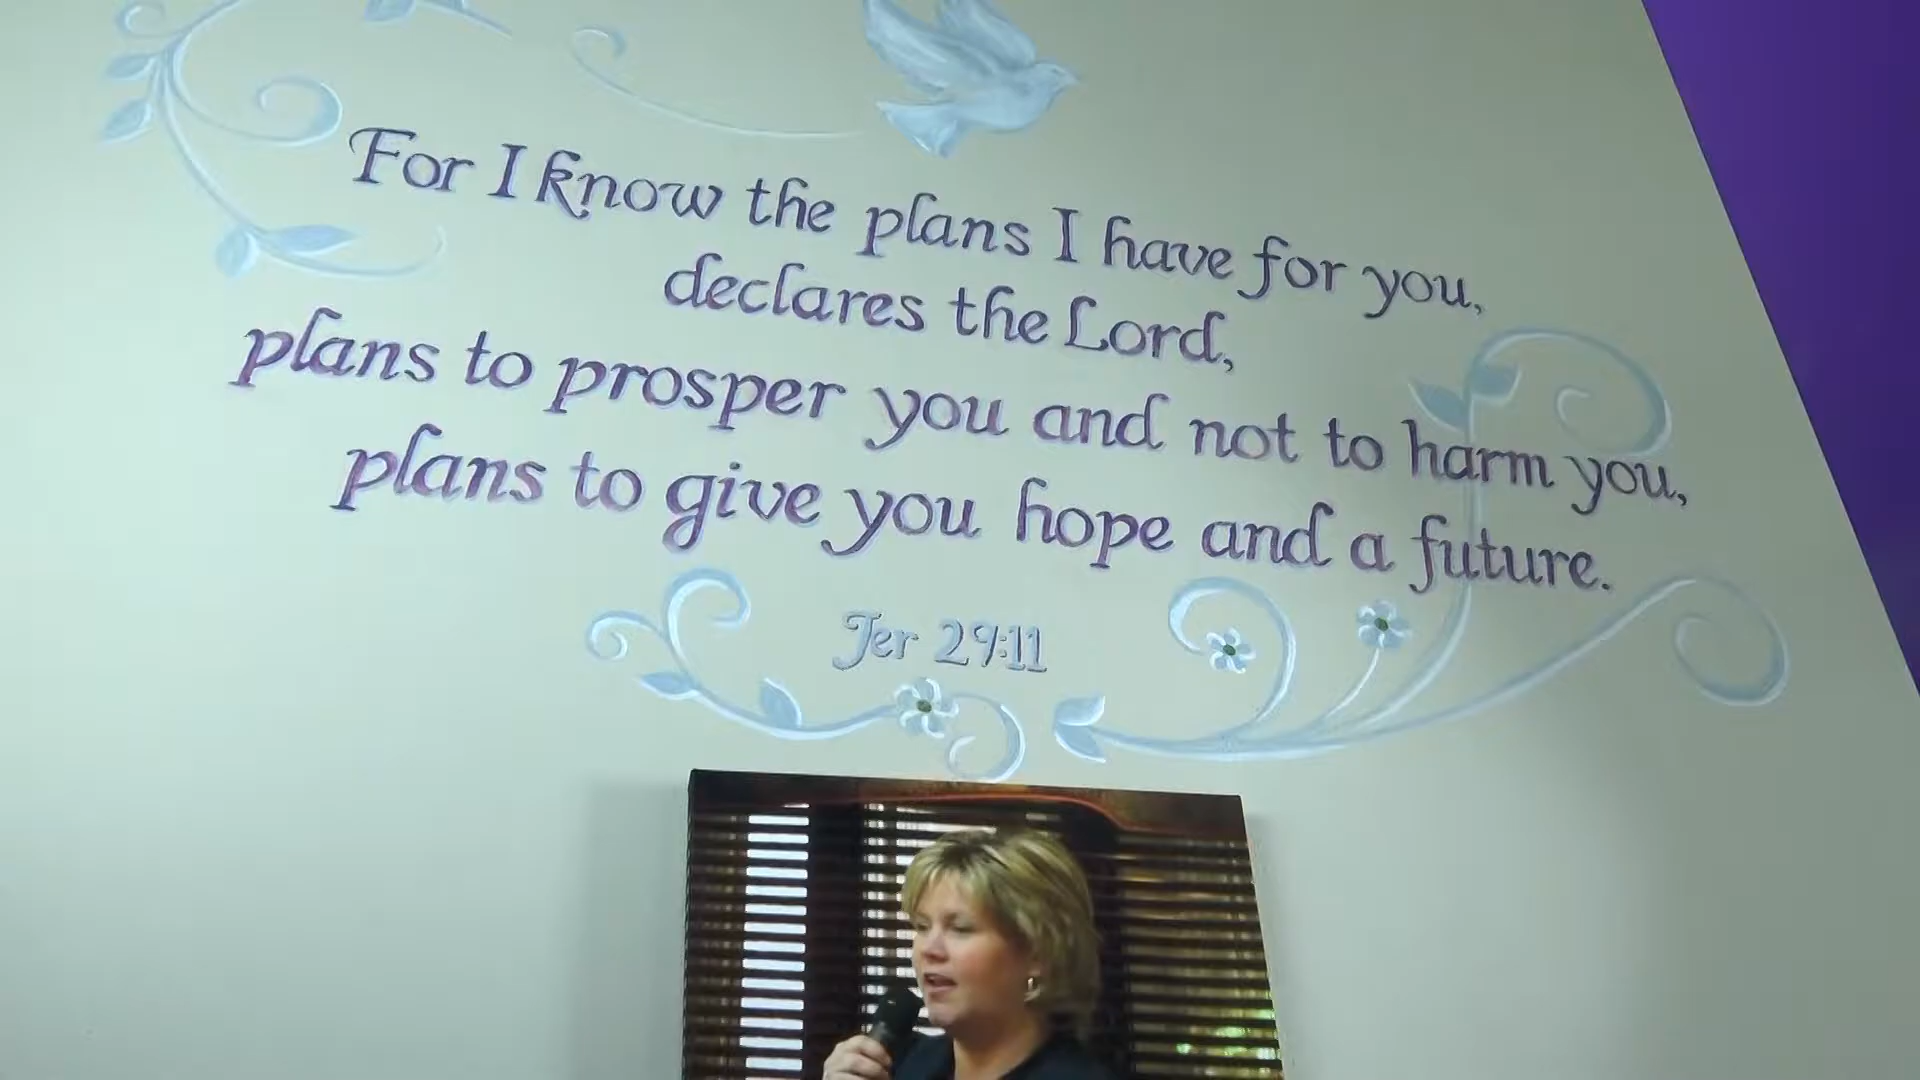 For I know the plans I have for you,
declares the Lord,
plans to prosper you and not to harm you,
plans to give you hope and a future.
Jer 29:11